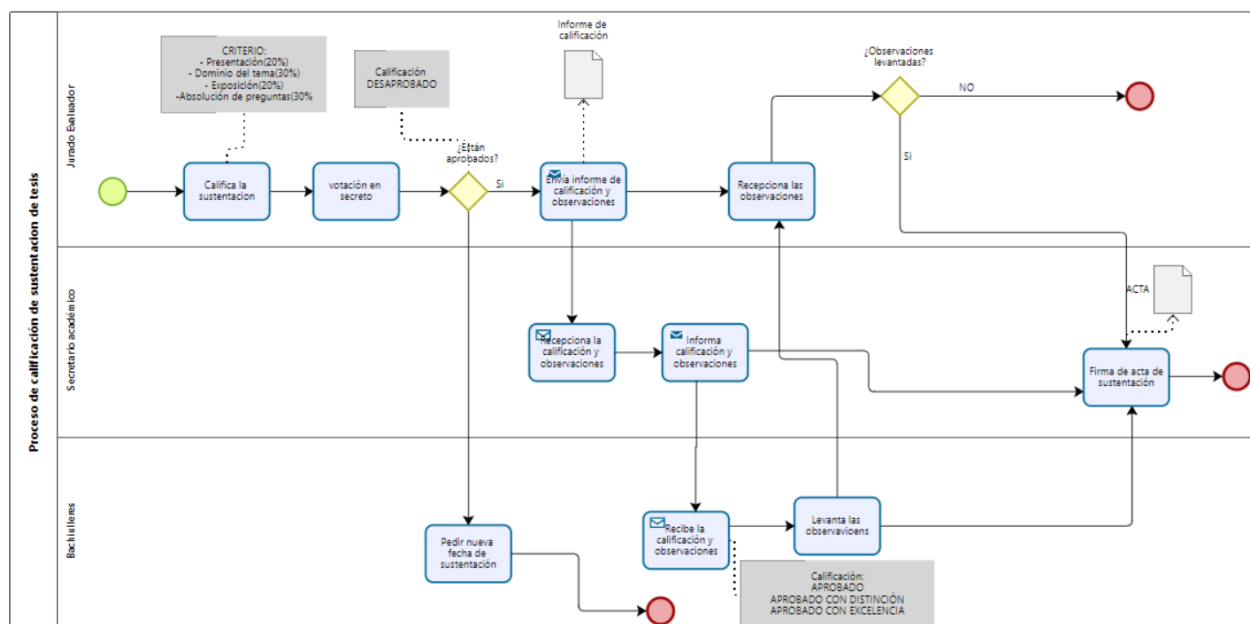 Proceso de calificación de sustentacion de tesis
Jurado Evaluador
CRITERIO:
- Presentación(20%)
- Dominio del tema(30%)
- Exposición(20%)
-Absolución de preguntas(30%
Calificación
DESAPROBADO
Informe de
calificación
¿Observaciones
levantadas?
NO
Si
Califica la
sustentacion
votación en
secreto
¿Están
aprobados?
Si
Envía informe de
calificación y
observaciones
Recepciona las
observaciones
Secretario académico
Recepciona la
calificación y
observaciones
Informa
calificación y
observaciones
ACTA
Firma de acta de
sustentación
Bachilleres
Pedir nueva
fecha de
sustentación
Recibe la
calificación y
observaciones
Levanta las
observavioens
Calificación:
APROBADO
APROBADO CON DISTINCIÓN
APROBADO CON EXCELENCIA